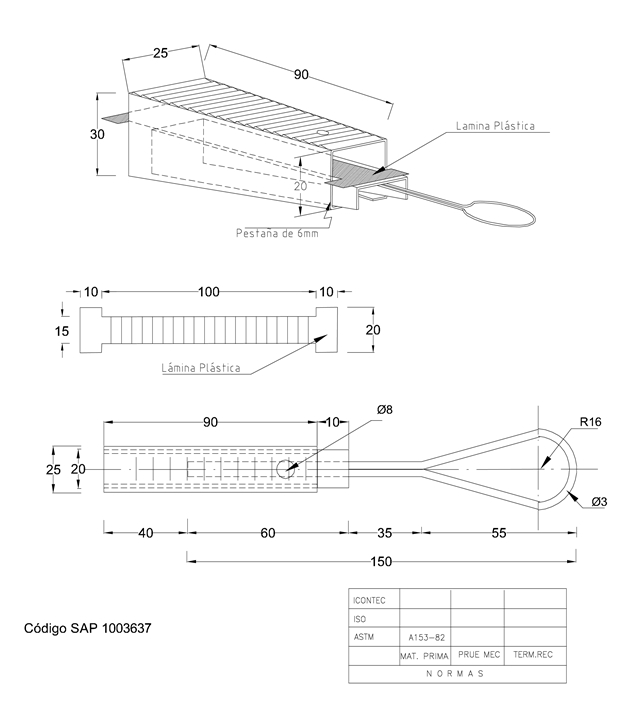 25
90
30
Lamina Plástica
20
Pestaña de 6mm
10 100 10
15
20
Lámina Plástica
90 10 Ø8
R16
25 20
Ø3
40 60 35 55
150
Código SAP 1003637
ICONTEC
ISO
ASTM A153-82
MAT. PRIMA PRUE MEC TERM.REC
NORMAS